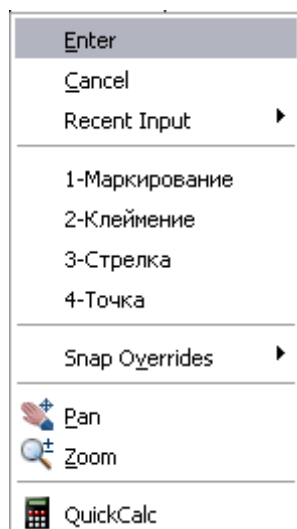 Enter
Cancel
Recent Input
1-Маркирование
2-Клеймение
3-Стрелка
4-Точка
Snap Overrides
Pan
Zoom
QuickCalc